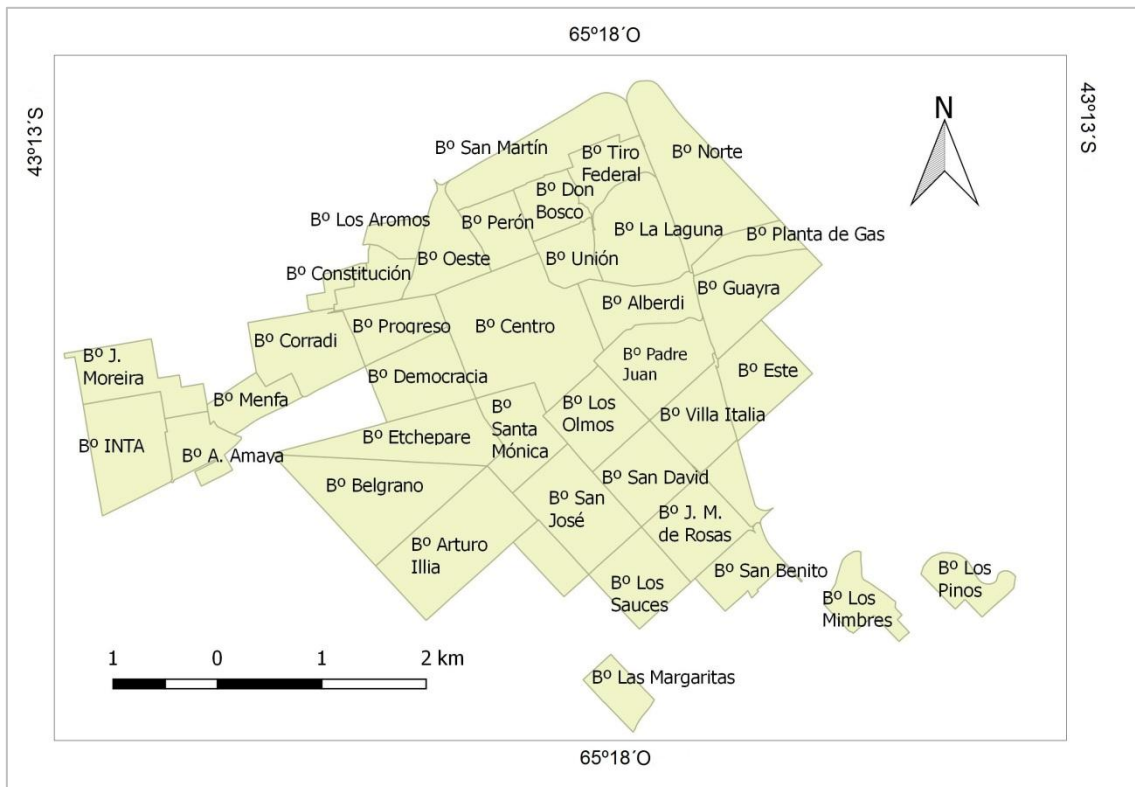 65º18´O
43º13´S
43º13´S
N
Bº San Martín
Bº Tiro
Federal
Bº Norte
Bº Don
Bosco
Bº Los Aromos
Bº Perón
Bº La Laguna
Bº Planta de Gas
Bº Oeste
Bº Unión
Bº Constitución
Bº Guayra
Bº Alberdi
Bº Progreso
Bº Centro
Bº Corradi
Bº J.
Moreira
Bº Padre
Juan
Bº Este
Bº Democracia
Bº Menfa
Bº Los
Olmos
Bº Villa Italia
Bº
Santa
Mónica
Bº Etchepare
Bº INTA
Bº A. Amaya
Bº Belgrano
Bº San David
Bº San
José
Bº J. M.
de Rosas
Bº Arturo
Illia
Bº San Benito
Bº Los
Sauces
Bº Los
Mimbres
Bº Los
Pinos
1 0 1 2 km
Bº Las Margaritas
65º18´O